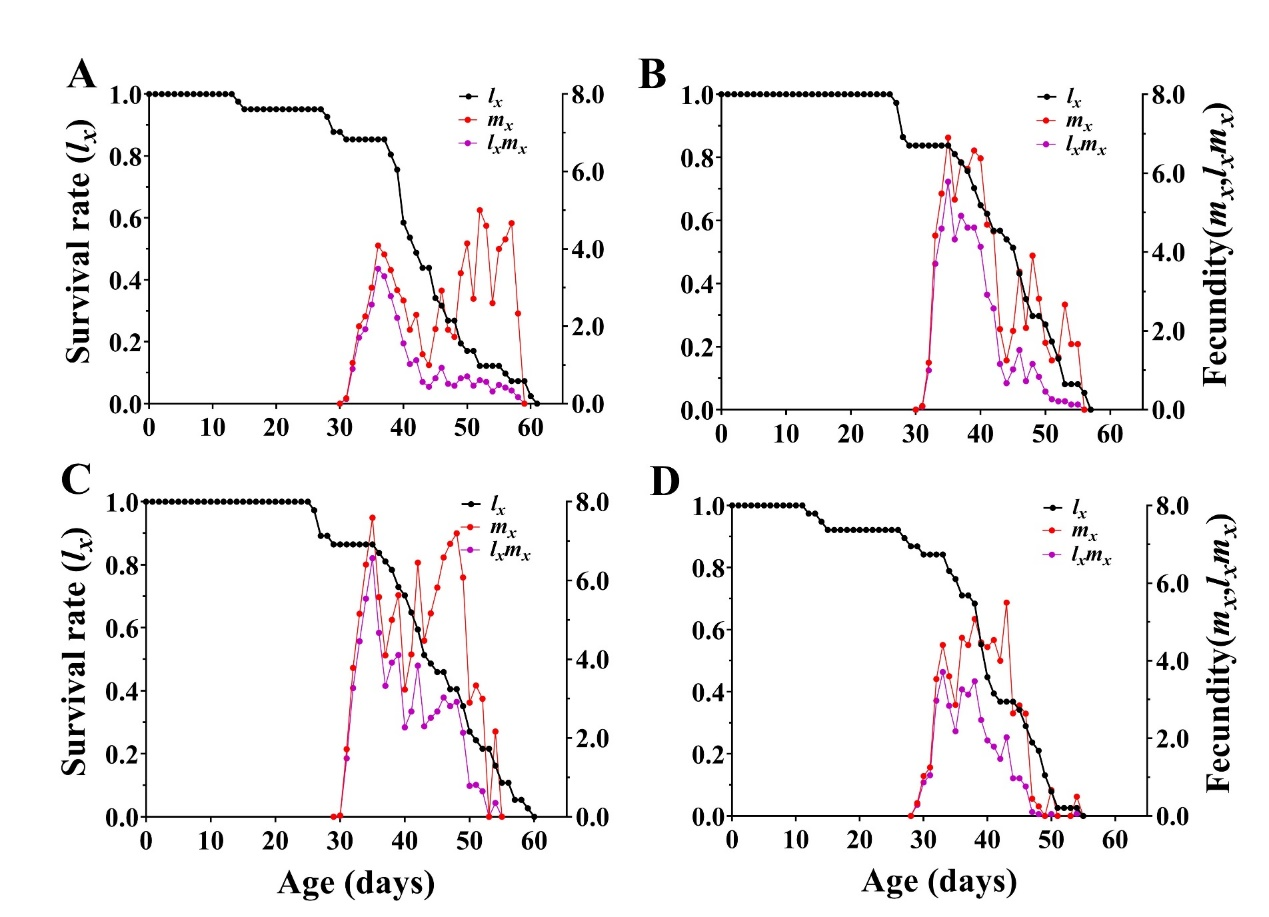 A
Survival rate (lx)
1.0
0.8
0.6
0.4
0.2
0.0
0 10 20 30 40 50 60
8.0
6.0
4.0
2.0
0.0
lx
mx
lxmx
B
1.0
0.8
0.6
0.4
0.2
0.0
0 10 20 30 40 50 60
8.0
6.0
4.0
2.0
0.0
lx
mx
lxmx
Fecundity(mx,lxmx)
C
Survival rate (lx)
1.0
0.8
0.6
0.4
0.2
0.0
0 10 20 30 40 50 60
8.0
6.0
4.0
2.0
0.0
lx
mx
lxmx
Age (days)
D
1.0
0.8
0.6
0.4
0.2
0.0
0 10 20 30 40 50 60
8.0
6.0
4.0
2.0
0.0
lx
mx
lxmx
Fecundity(mx,lxmx)
Age (days)